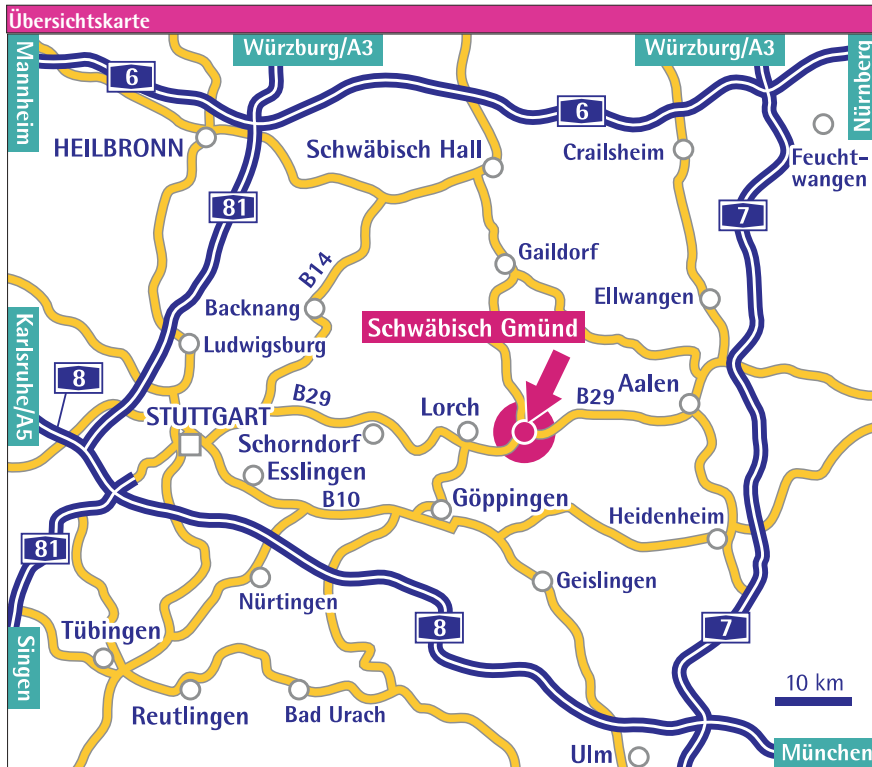 Übersichtskarte
Mannheim
Würzburg/A3
Würzburg/A3
Nürnberg
6
6
HEILBRONN
Schwäbisch Hall
Crailsheim
Feucht-
wangen
81
7
B14
Gaildorf
Backnang
Ellwangen
Karlsruhe/A5
Schwäbisch Gmünd
Ludwigsburg
8
Aalen
B29
B29
Lorch
STUTTGART
Schorndorf
Esslingen
B10
Göppingen
Heidenheim
81
Nürtingen
Geislingen
8
7
Singen
Tübingen
10 km
Reutlingen
Bad Urach
Ulm
München